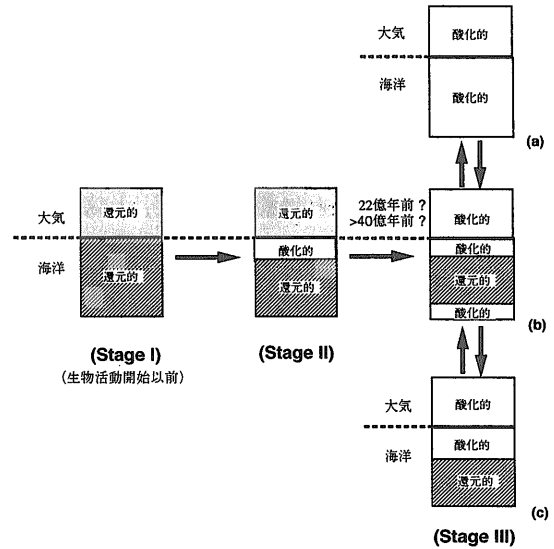 大気
酸化的
海洋
酸化的
(a)
22億年前？
>40億年前？
大気
還元的
還元的
酸化的
海洋
還元的
酸化的
還元的
酸化的
還元的
酸化的
(b)
(Stage I)
(生物活動開始以前)
(Stage II)
大気
酸化的
海洋
酸化的
還元的
(c)
(Stage III)